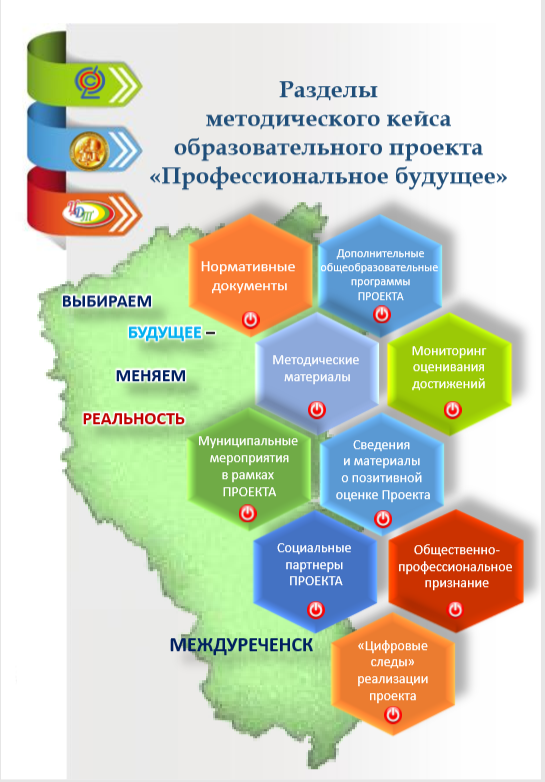 Разделы
методического кейса
образовательного проекта
«Профессиональное будущее»
ВЫБИРАЕМ
БУДУЩЕЕ –
МЕНЯЕМ
РЕАЛЬНОСТЬ
Нормативные
документы
Дополнительные
общеобразовательные
программы
ПРОЕКТА
Методические
материалы
Мониторинг
оценивания
достижений
Муниципальные
мероприятия
в рамках
ПРОЕКТА
Сведения
и материалы
о позитивной
оценке Проекта
Социальные
партнеры
ПРОЕКТА
Общественно-
профессиональное
признание
МЕЖДУРЕЧЕНСК
«Цифровые
следы»
реализации
проекта